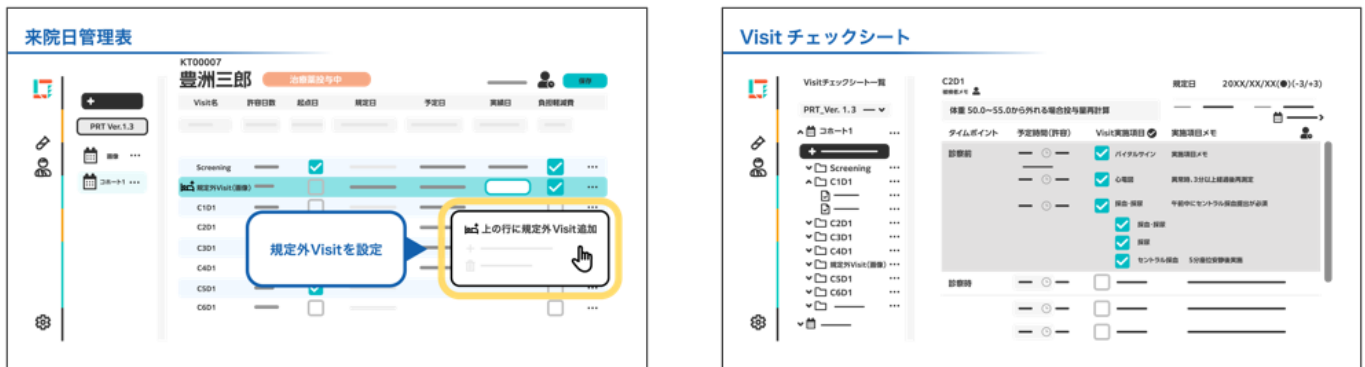 来院日管理表
KT00007
豊洲三郎
治療薬投与中
保存
PRT Ver.1.3
画像
コホート1
Visit名 許容日数 起点日 規定日 予定日 実績日 負担軽減費
Screening
規定外Visit(画像)
C1D1
C2D1
C3D1
C4D1
C5D1
C6D1
規定外Visitを設定
上の行に規定外Visit追加
Visit チェックシート
Visitチェックシート一覧
PRT_Ver. 1. 3
コホート1
Screening
C1D1
C2D1
C3D1
C4D1
規定外Visit(画像)
C5D1
C6D1
C2D1
被験者メモ
規定日 20XX/XX/XX(●)(-3/+3)
体重 50.0~55.0から外れる場合投与量再計算
タイムポイント 予定時間(許容) Visit実施項目 実施項目メモ
診察前
バイタルサイン 実施項目メモ
心電図 異常時、3分以上経過後再測定
採血・採尿 午前中にセントラル採血提出が必須
採血・採尿
採尿
セントラル採血 5分座位安静後実施
診察時